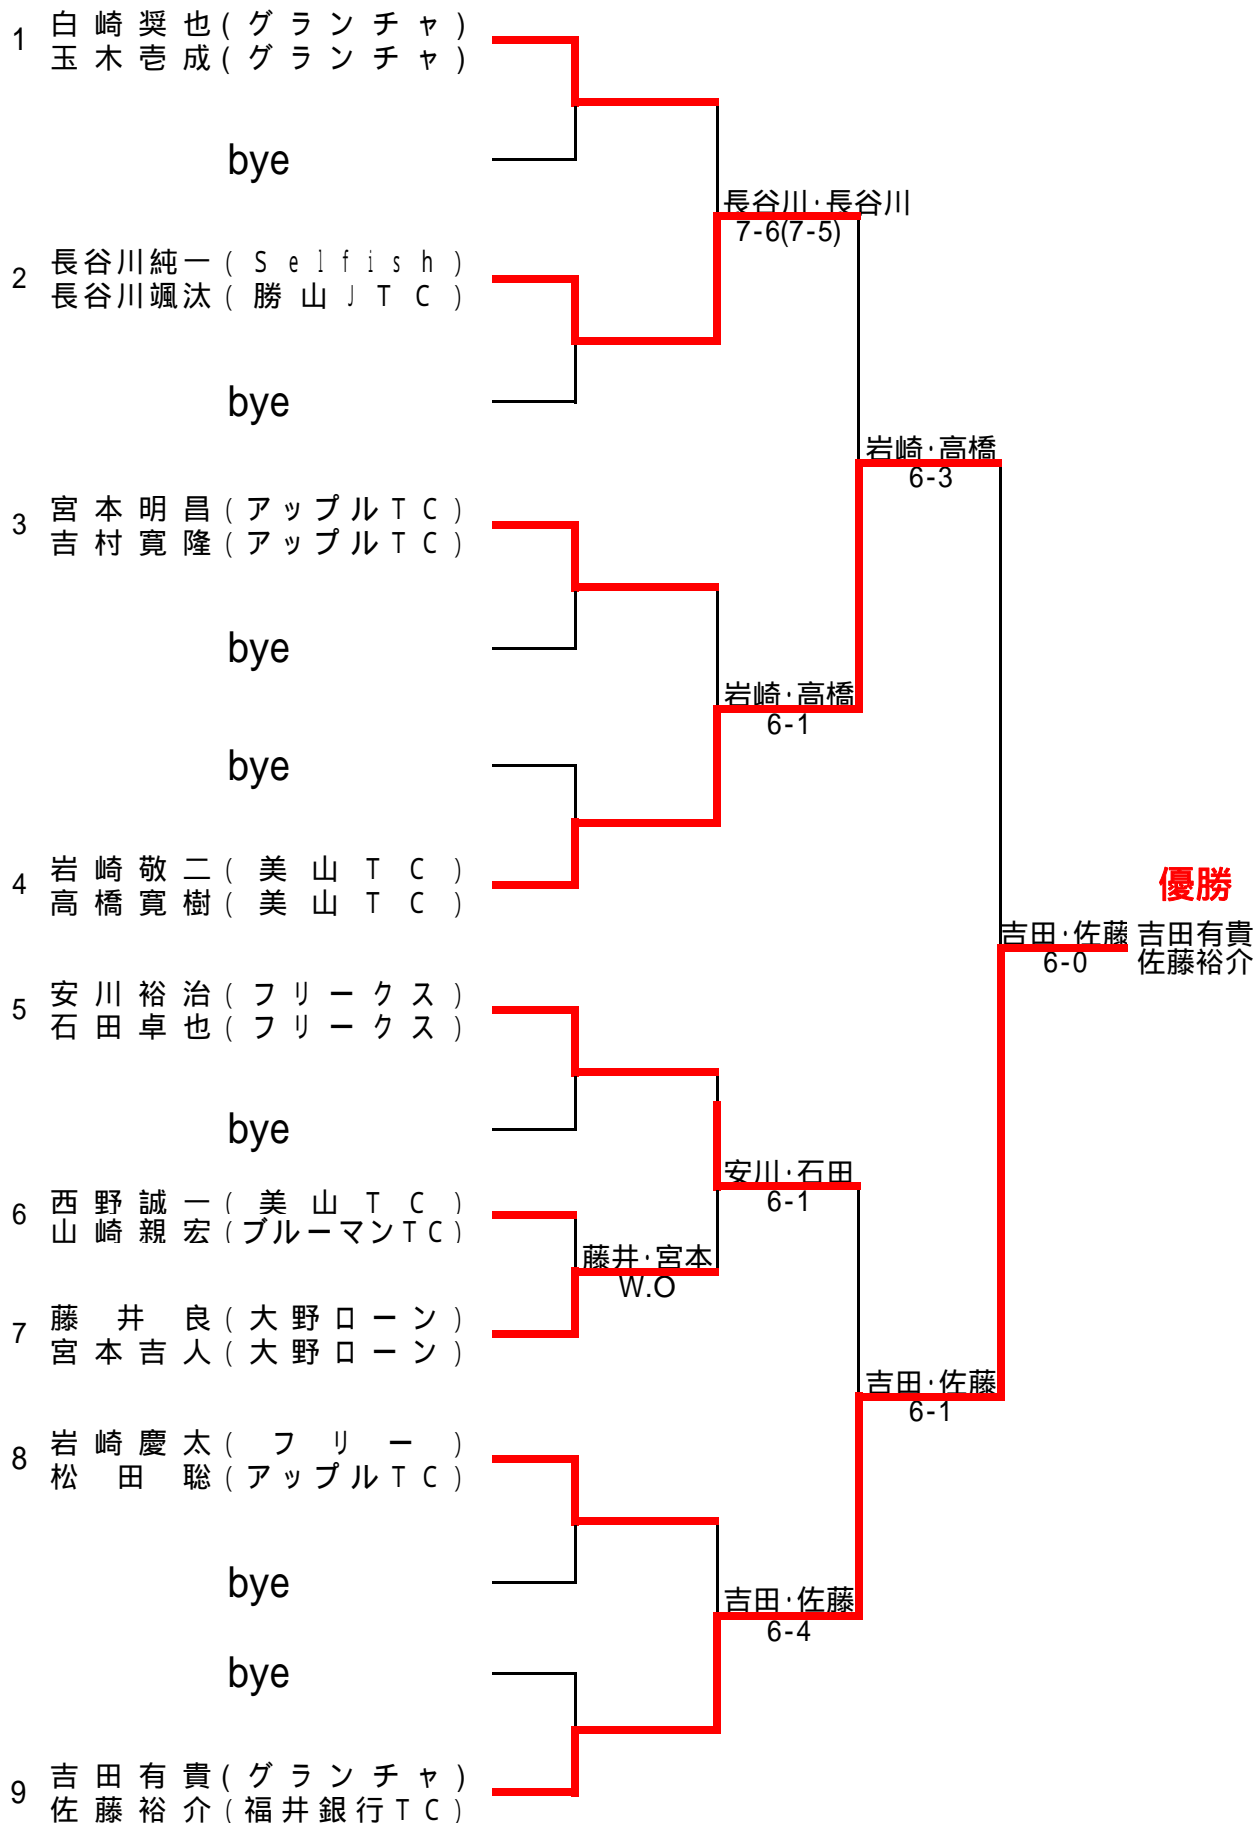 1 白崎奨也(グランチャ)
玉木壱成(グランチャ)
bye
長谷川・長谷川
7-6(7-5)
2 長谷川純一(Selfish)
長谷川颯汰(勝山JTC)
bye
岩崎・高橋
6-3
3 宮本明昌(アップルTC)
吉村寛隆(アップルTC)
bye
岩崎・高橋
6-1
bye
4 岩崎敬二(美山TC)
高橋寛樹(美山TC)
優勝
吉田・佐藤
6-0
吉田有貴
佐藤裕介
5 安川裕治(フリークス)
石田卓也(フリークス)
bye
安川・石田
6-1
6 西野誠一(美山TC)
山崎親宏(ブルーマンTC)
藤井・宮本
W.O
7 藤井良(大野ローン)
宮本吉人(大野ローン)
吉田・佐藤
6-1
8 岩崎慶太(フリー)
松田聡(アップルTC)
bye
吉田・佐藤
6-4
bye
9 吉田有貴(グランチャ)
佐藤裕介(福井銀行TC)